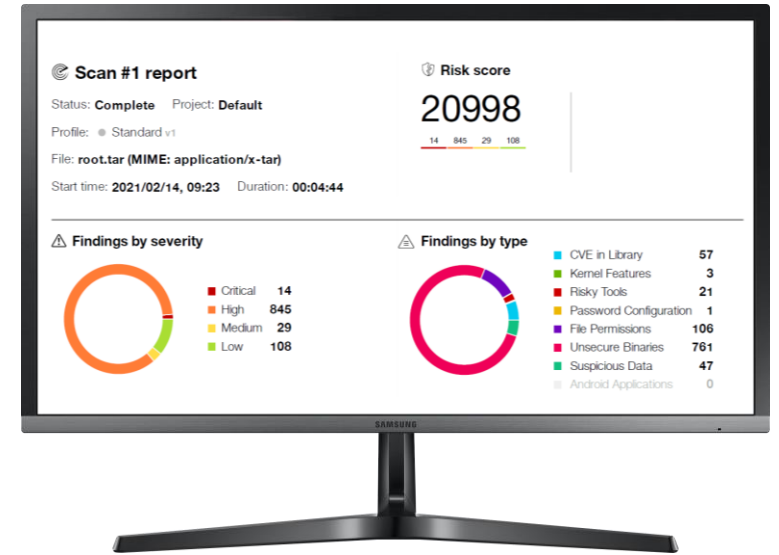 Scan #1 report
Status: Complete Project: Default
Profile: Standard v1
File: root.tar (MIME: application/x-tar)
Start time: 2021/02/14, 09:23 Duration: 00:04:44
Risk score
20998
14 845 29 108
Findings by severity
Critical 14
High 845
Medium 29
Low 108
Findings by type
CVE in Library 57
Kernel Features 3
Risky Tools 21
Password Configuration 1
File Permissions 106
Unsecure Binaries 761
Suspicious Data 47
Android Applications 0
SAMSUNG